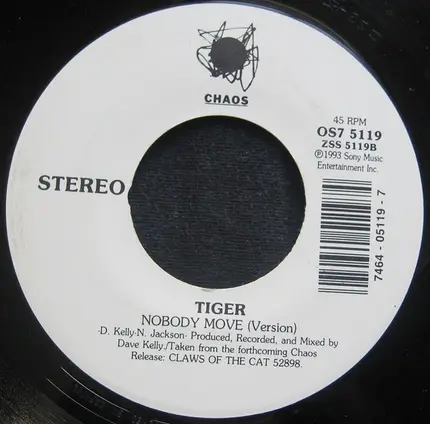 CHAOS
45 RPM
OS7 5119
ZSS 5119B
℗1993 Sony Music
Entertainment Inc.
STEREO
7464 - 05119 - 7
TIGER
NOBODY MOVE (Version)
-D. Kelly-N. Jackson- Produced, Recorded, and Mixed by
Dave Kelly./Taken from the forthcoming Chaos
Release: CLAWS OF THE CAT 52898.